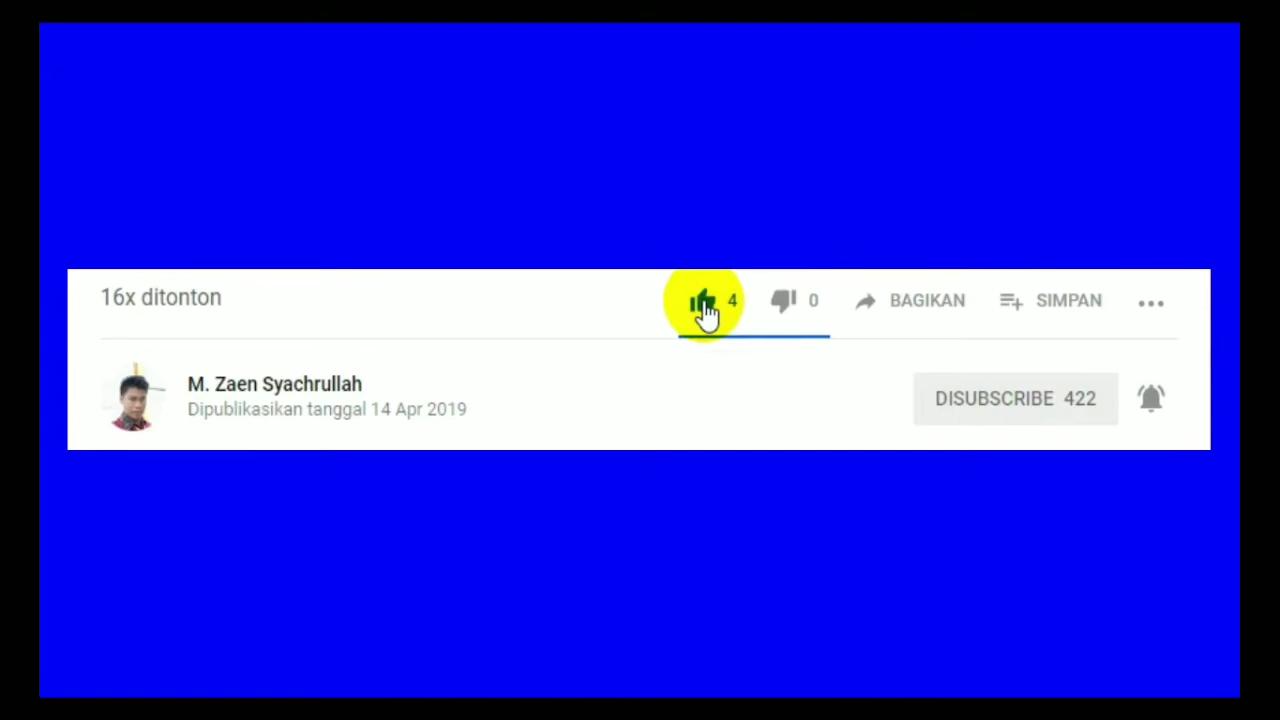 16x ditonton
4 0 BAGIKAN SIMPAN
M. Zaen Syachrullah
Dipublikasikan tanggal 14 Apr 2019
DISUBSCRIBE 422